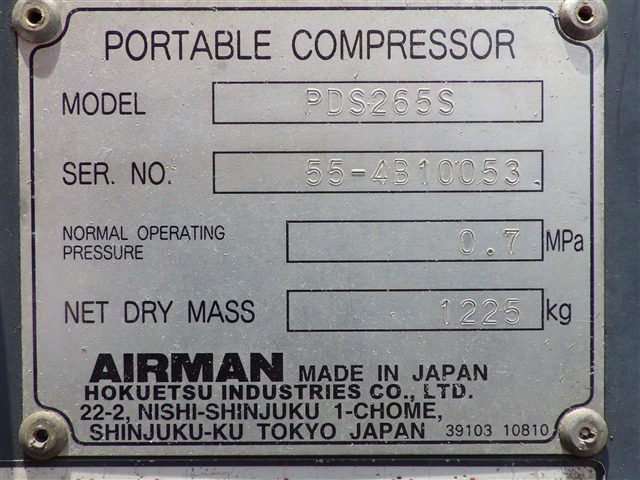 PORTABLE COMPRESSOR
MODEL PDS265S
SER. NO. 55-4B10053
NORMAL OPERATING
PRESSURE 0.7 MPa
NET DRY MASS 1225 kg
AIRMAN MADE IN JAPAN
HOKUETSU INDUSTRIES CO., LTD.
22-2, NISHI-SHINJUKU 1-CHOME,
SHINJUKU-KU TOKYO JAPAN 39103 10810